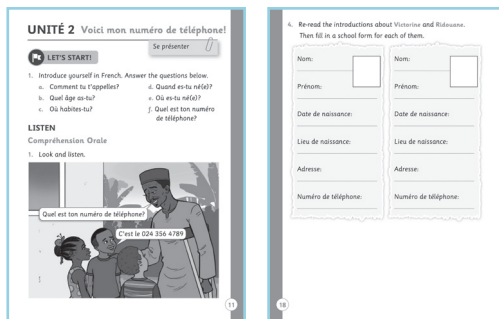 UNITÉ 2 Voici mon numéro de téléphone!
Se présenter
LET'S START!
1. Introduce yourself in French. Answer the questions below.
a. Comment tu t'appelles?
b. Quel âge as-tu?
c. Où habites-tu?
d. Quand es-tu né(e)?
e. Où es-tu né(e)?
f. Quel est ton numéro
de téléphone?
LISTEN
Compréhension Orale
1. Look and listen.
Quel est ton numéro de téléphone?
C'est le 024 356 4789
11
4. Re-read the introductions about Victorine and Ridouane.
Then fill in a school form for each of them.
Nom:
Prénom:
Date de naissance:
Lieu de naissance:
Adresse:
Numéro de téléphone:
Nom:
Prénom:
Date de naissance:
Lieu de naissance:
Adresse:
Numéro de téléphone:
18